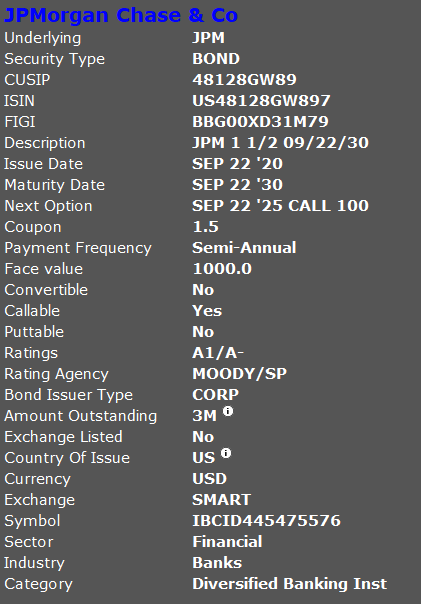 JPMorgan Chase & Co
Underlying JPM
Security Type BOND
CUSIP 48128GW89
ISIN US48128GW897
FIGI BBG00XD31M79
Description JPM 1 1/2 09/22/30
Issue Date SEP 22 '20
Maturity Date SEP 22 '30
Next Option SEP 22 '25 CALL 100
Coupon 1.5
Payment Frequency Semi-Annual
Face value 1000.0
Convertible No
Callable Yes
Puttable No
Ratings A1/A-
Rating Agency MOODY/SP
Bond Issuer Type CORP
Amount Outstanding 3M i
Exchange Listed No
Country Of Issue US i
Currency USD
Exchange SMART
Symbol IBCID445475576
Sector Financial
Industry Banks
Category Diversified Banking Inst